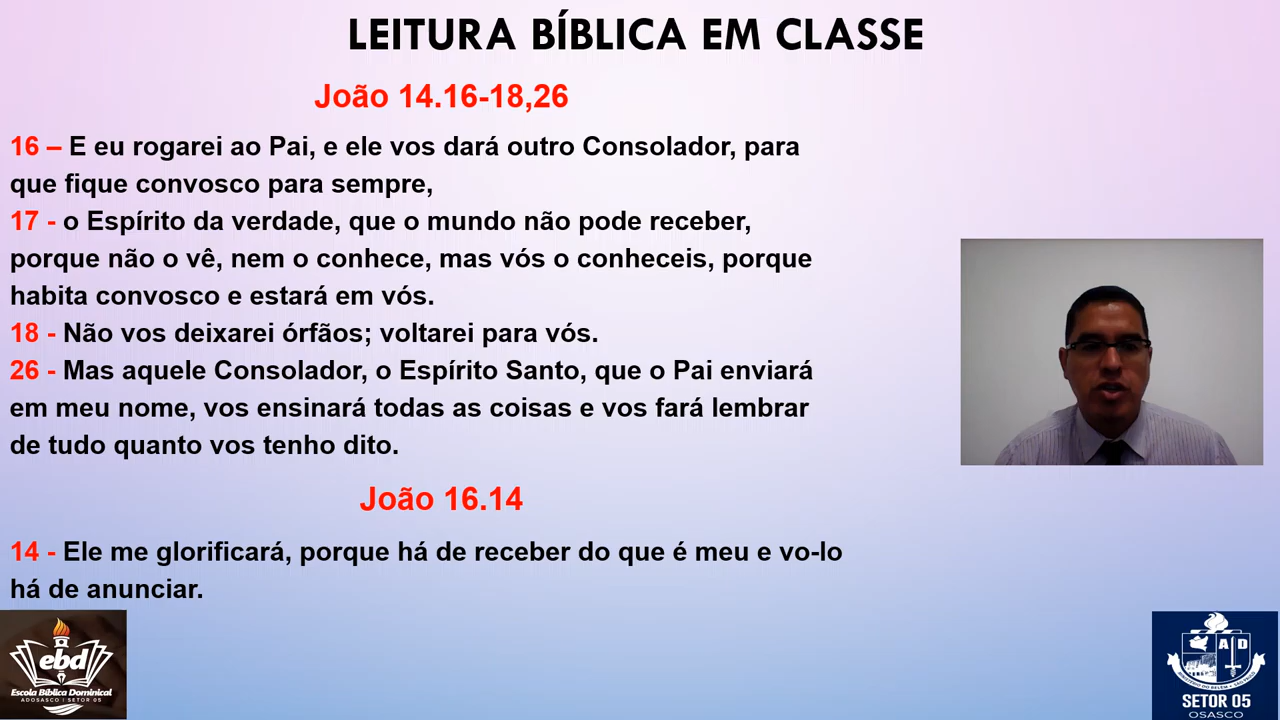 LEITURA BÍBLICA EM CLASSE
João 14.16-18,26
16 – E eu rogarei ao Pai, e ele vos dará outro Consolador, para
que fique convosco para sempre,
17 - o Espírito da verdade, que o mundo não pode receber,
porque não o vê, nem o conhece, mas vós o conheceis, porque
habita convosco e estará em vós.
18 - Não vos deixarei órfãos; voltarei para vós.
26 - Mas aquele Consolador, o Espírito Santo, que o Pai enviará
em meu nome, vos ensinará todas as coisas e vos fará lembrar
de tudo quanto vos tenho dito.
João 16.14
14 - Ele me glorificará, porque há de receber do que é meu e vo-lo
há de anunciar.
ebd
Escola Bíblica Dominical
ADOSASCO | SETOR 05
A D
SETOR 05
OSASCO